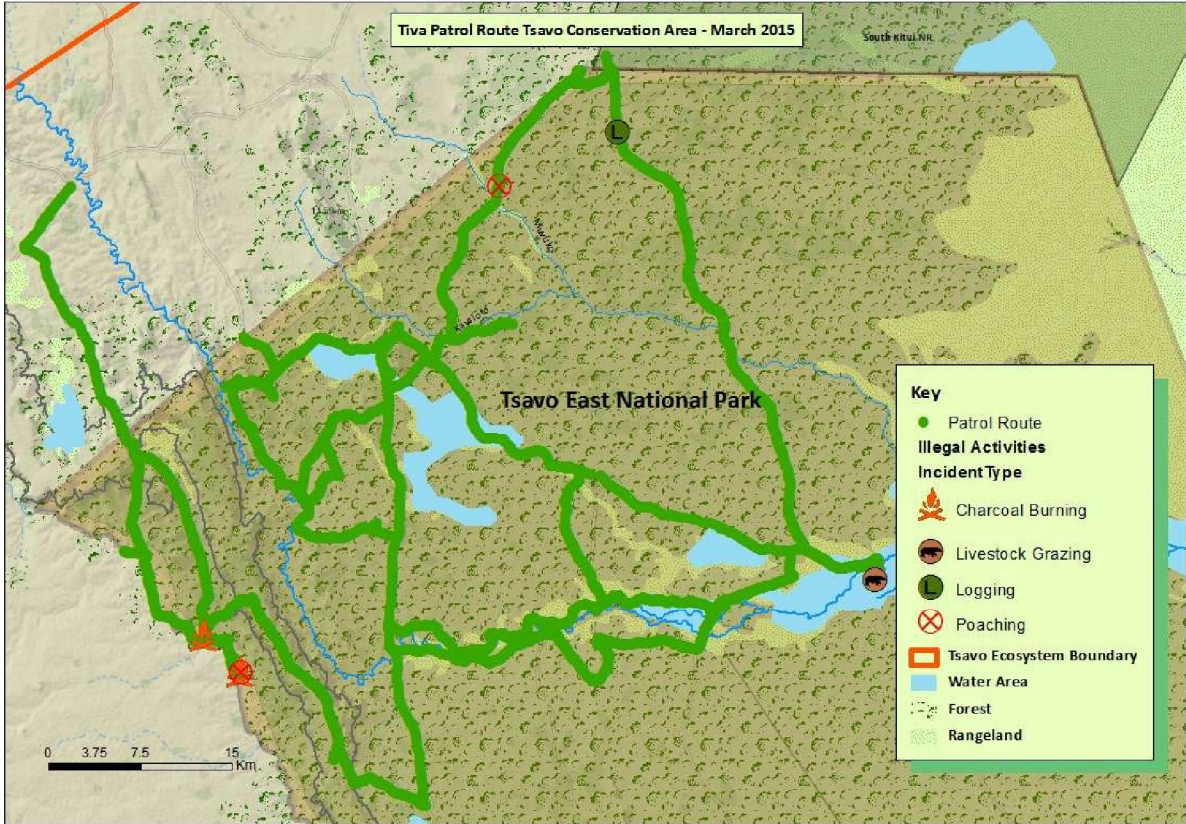 Tiva Patrol Route Tsavo Conservation Area - March 2015
South Kitui NR
Tsavo East National Park
Key
Patrol Route
Illegal Activities
Incident Type
Charcoal Burning
Livestock Grazing
L
Logging
Poaching
Tsavo Ecosystem Boundary
Water Area
Forest
Rangeland
0 3.75 7.5 15
Km
L